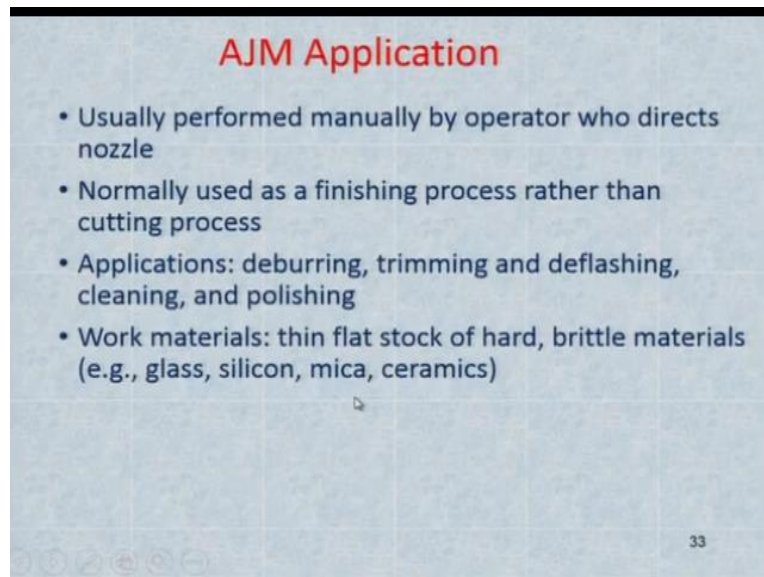 AJM Application
• Usually performed manually by operator who directs
nozzle
• Normally used as a finishing process rather than
cutting process
• Applications: deburring, trimming and deflashing,
cleaning, and polishing
• Work materials: thin flat stock of hard, brittle materials
(e.g., glass, silicon, mica, ceramics)
33